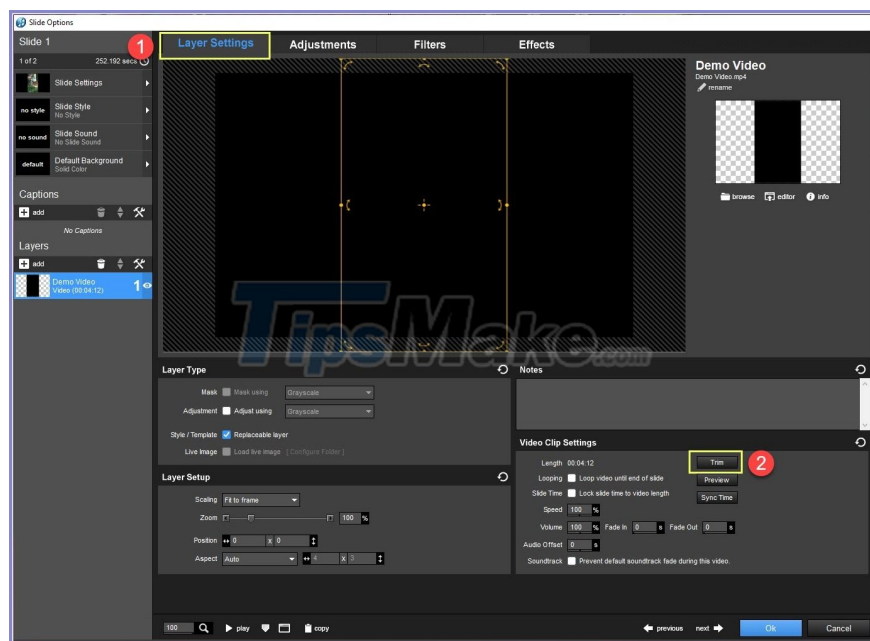 Slide Options
Slide 1
1 of 2 252.192 secs
Slide Settings
no style Slide Style
No Style
no sound Slide Sound
No Slide Sound
default Default Background
Solid Color
Captions
add
No Captions
Layers
add
Demo Video
Video (00:04:12) 1
1
Layer Settings Adjustments Filters Effects
Demo Video
Demo Video.mp4
rename
browse editor info
TipsMake.com
Layer Type
Mask Mask using Grayscale
Adjustment Adjust using Grayscale
Style / Template Replaceable layer
Live Image Load live image [ Configure Folder ]
Layer Setup
Scaling Fit to frame
Zoom 100 %
Position 0 x 0
Aspect Auto 4 x 3
Notes
Video Clip Settings
Length 00:04:12 Trim 2
Looping Loop video until end of slide Preview
Slide Time Lock slide time to video length Sync Time
Speed 100 %
Volume 100 % Fade In 0 s Fade Out 0 s
Audio Offset 0 s
Soundtrack Prevent default soundtrack fade during this video.
100 play copy previous next Ok Cancel